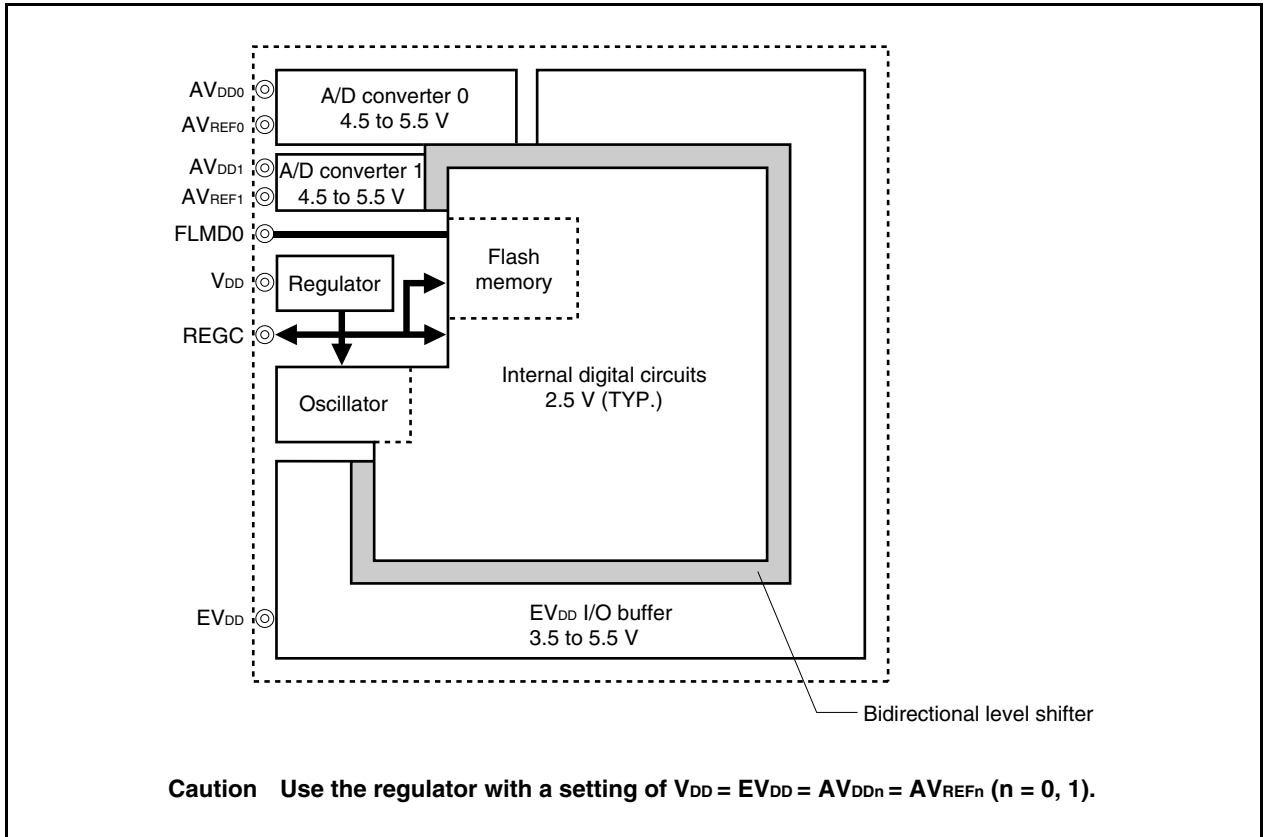 AVDD0
A/D converter 0
4.5 to 5.5 V
AVREF0
AVDD1
A/D converter 1
4.5 to 5.5 V
AVREF1
FLMD0
Flash
memory
VDD
Regulator
REGC
Internal digital circuits
2.5 V (TYP.)
Oscillator
EVDD
EVDD I/O buffer
3.5 to 5.5 V
Bidirectional level shifter
Caution Use the regulator with a setting of VDD = EVDD = AVDDn = AVREFn (n = 0, 1).